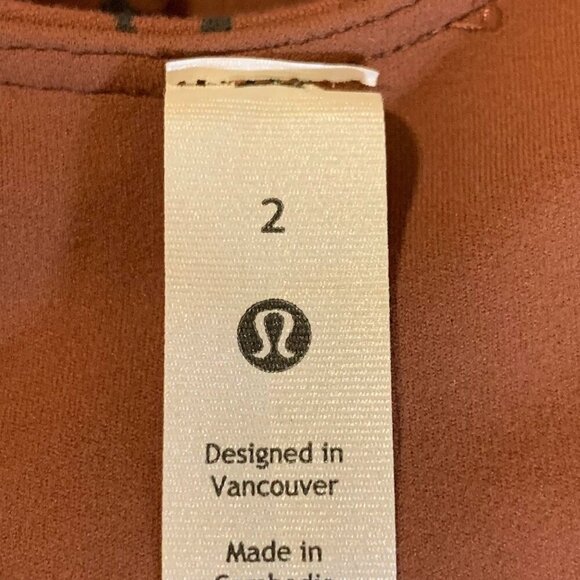 2
Designed in
Vancouver
Made in